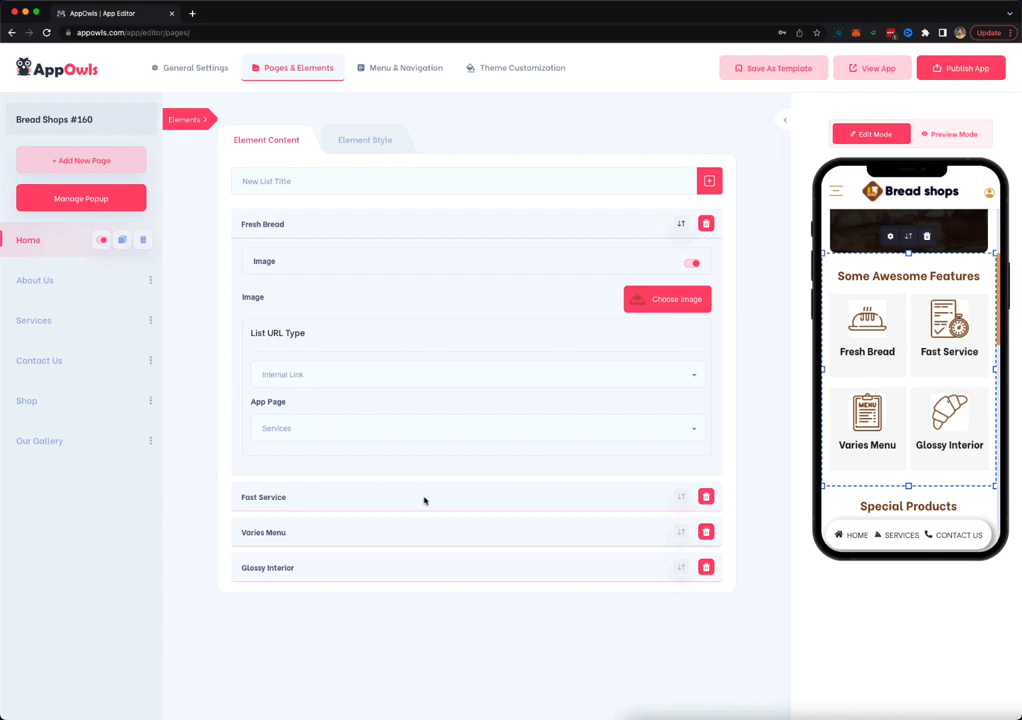 AppOwls | App Editor
appowls.com/app/editor/pages/
Update
AppOwls
General Settings
Pages & Elements
Menu & Navigation
Theme Customization
Save As Template
View App
Publish App
Bread Shops #160
+ Add New Page
Manage Popup
Home
About Us
Services
Contact Us
Shop
Our Gallery
Elements >
Element Content
Element Style
New List Title
Fresh Bread
Image
Image
Choose Image
List URL Type
Internal Link
App Page
Services
Fast Service
Varies Menu
Glossy Interior
Edit Mode
Preview Mode
Bread shops
Some Awesome Features
Fresh Bread
Fast Service
MENU
Varies Menu
Glossy Interior
Special Products
HOME
SERVICES
CONTACT US